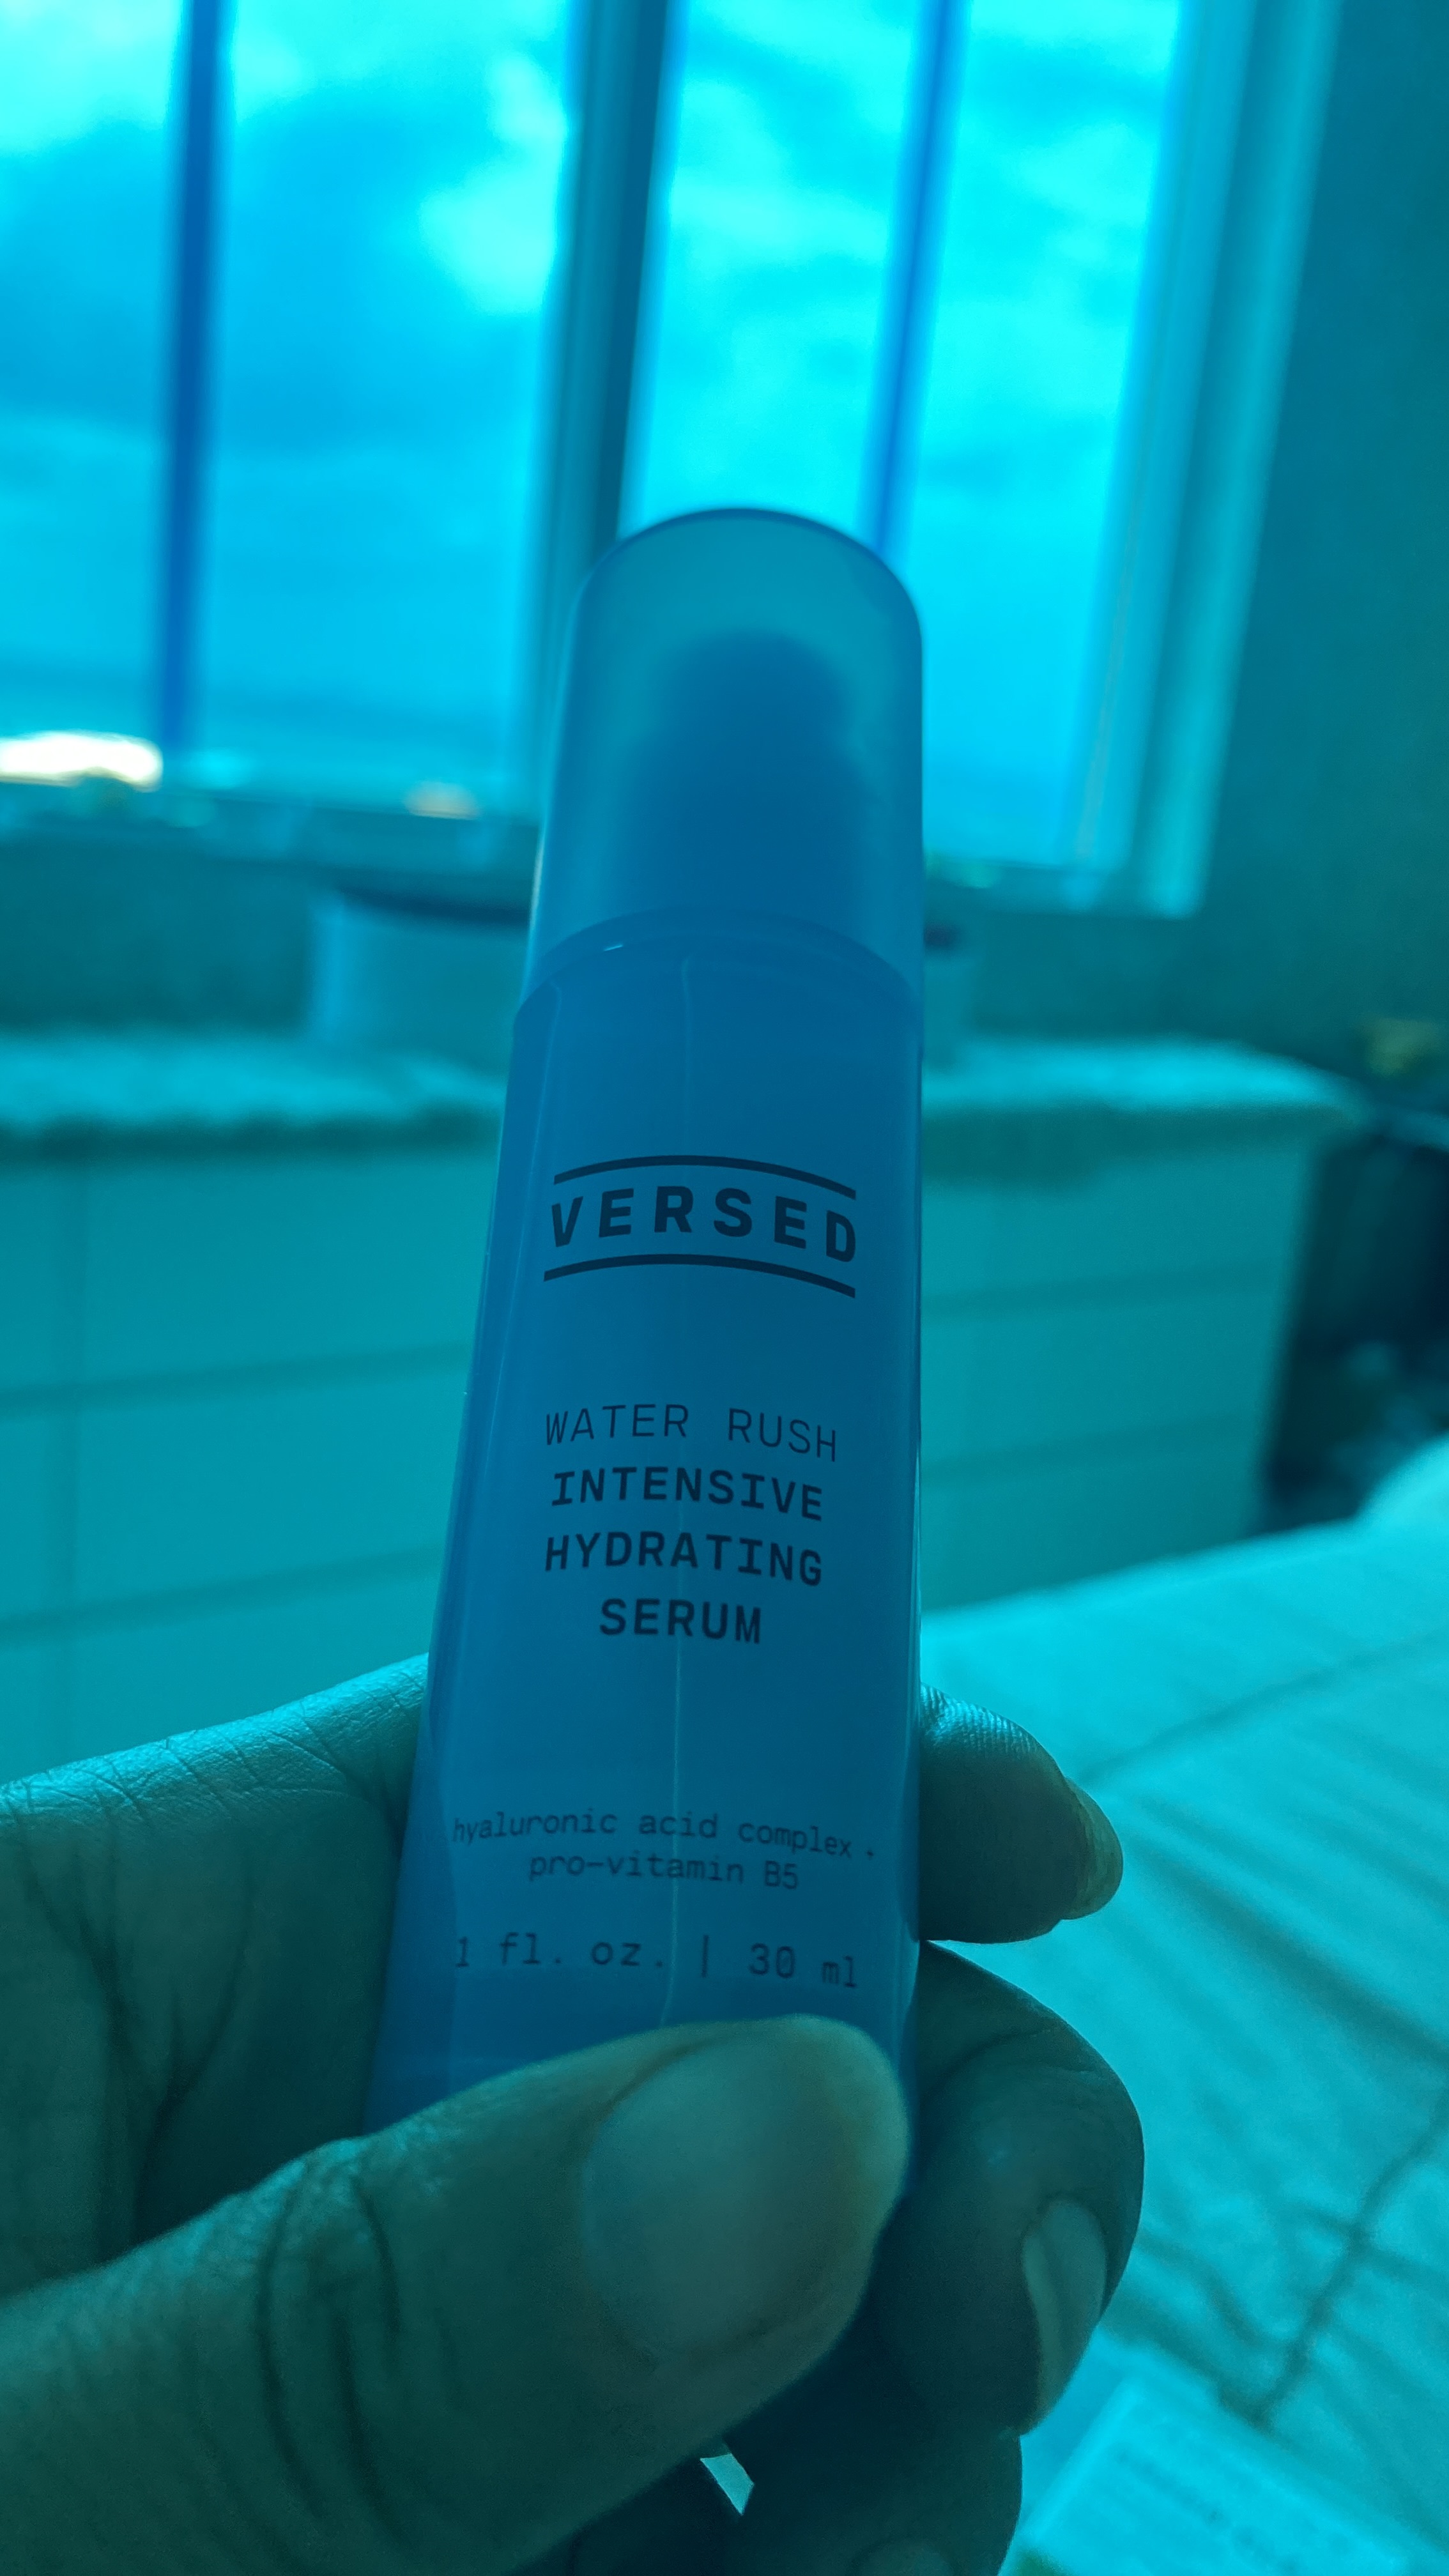 VERSED
WATER RUSH
INTENSIVE
HYDRATING
SERUM
hyaluronic acid complex +
pro-vitamin B5
1 fl. oz. | 30 ml